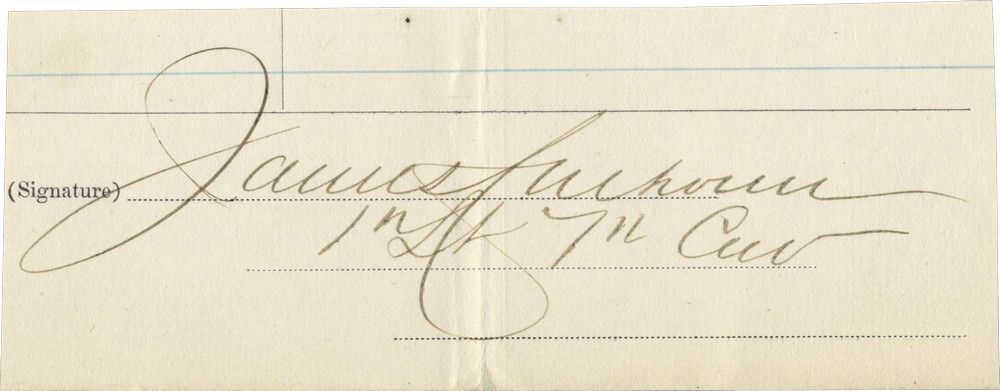 (Signature) James Calhoun
1st Lt 7th Cav